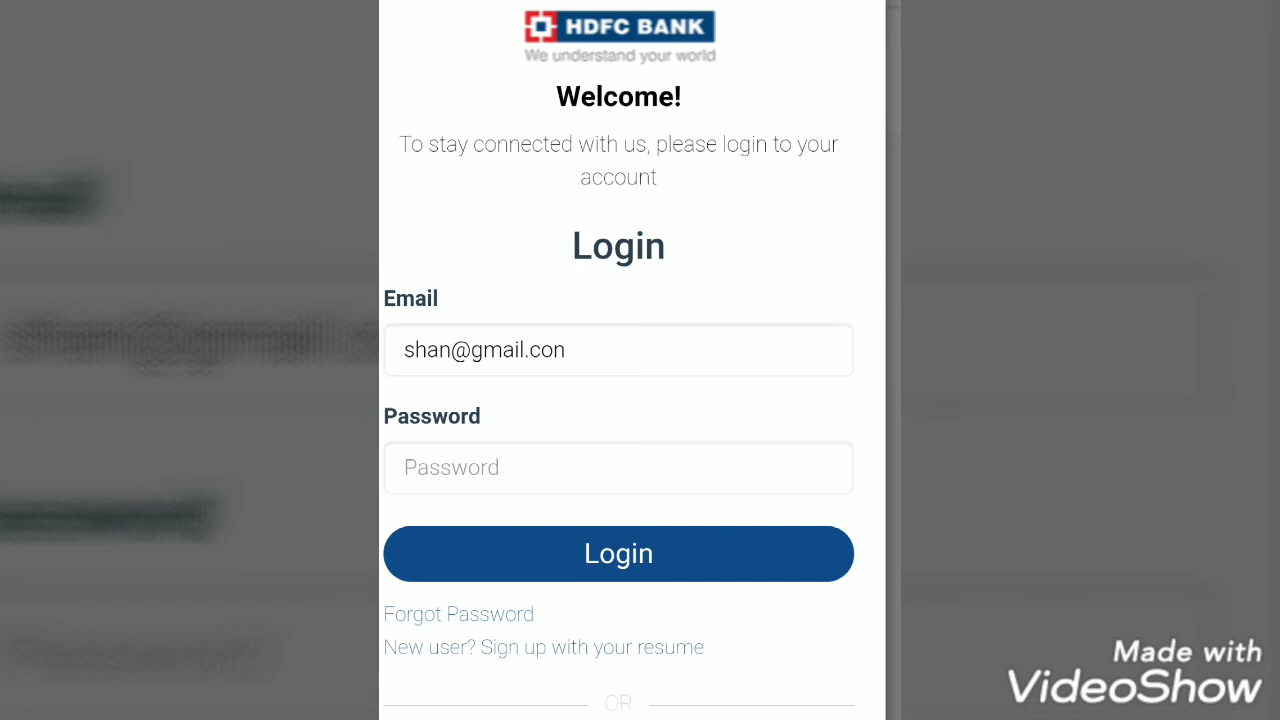 HDFC BANK
We understand your world
Welcome!
To stay connected with us, please login to your
account
Login
Email
shan@gmail.con
Password
Password
Login
Forgot Password
New user? Sign up with your resume
OR
Made with
VideoShow